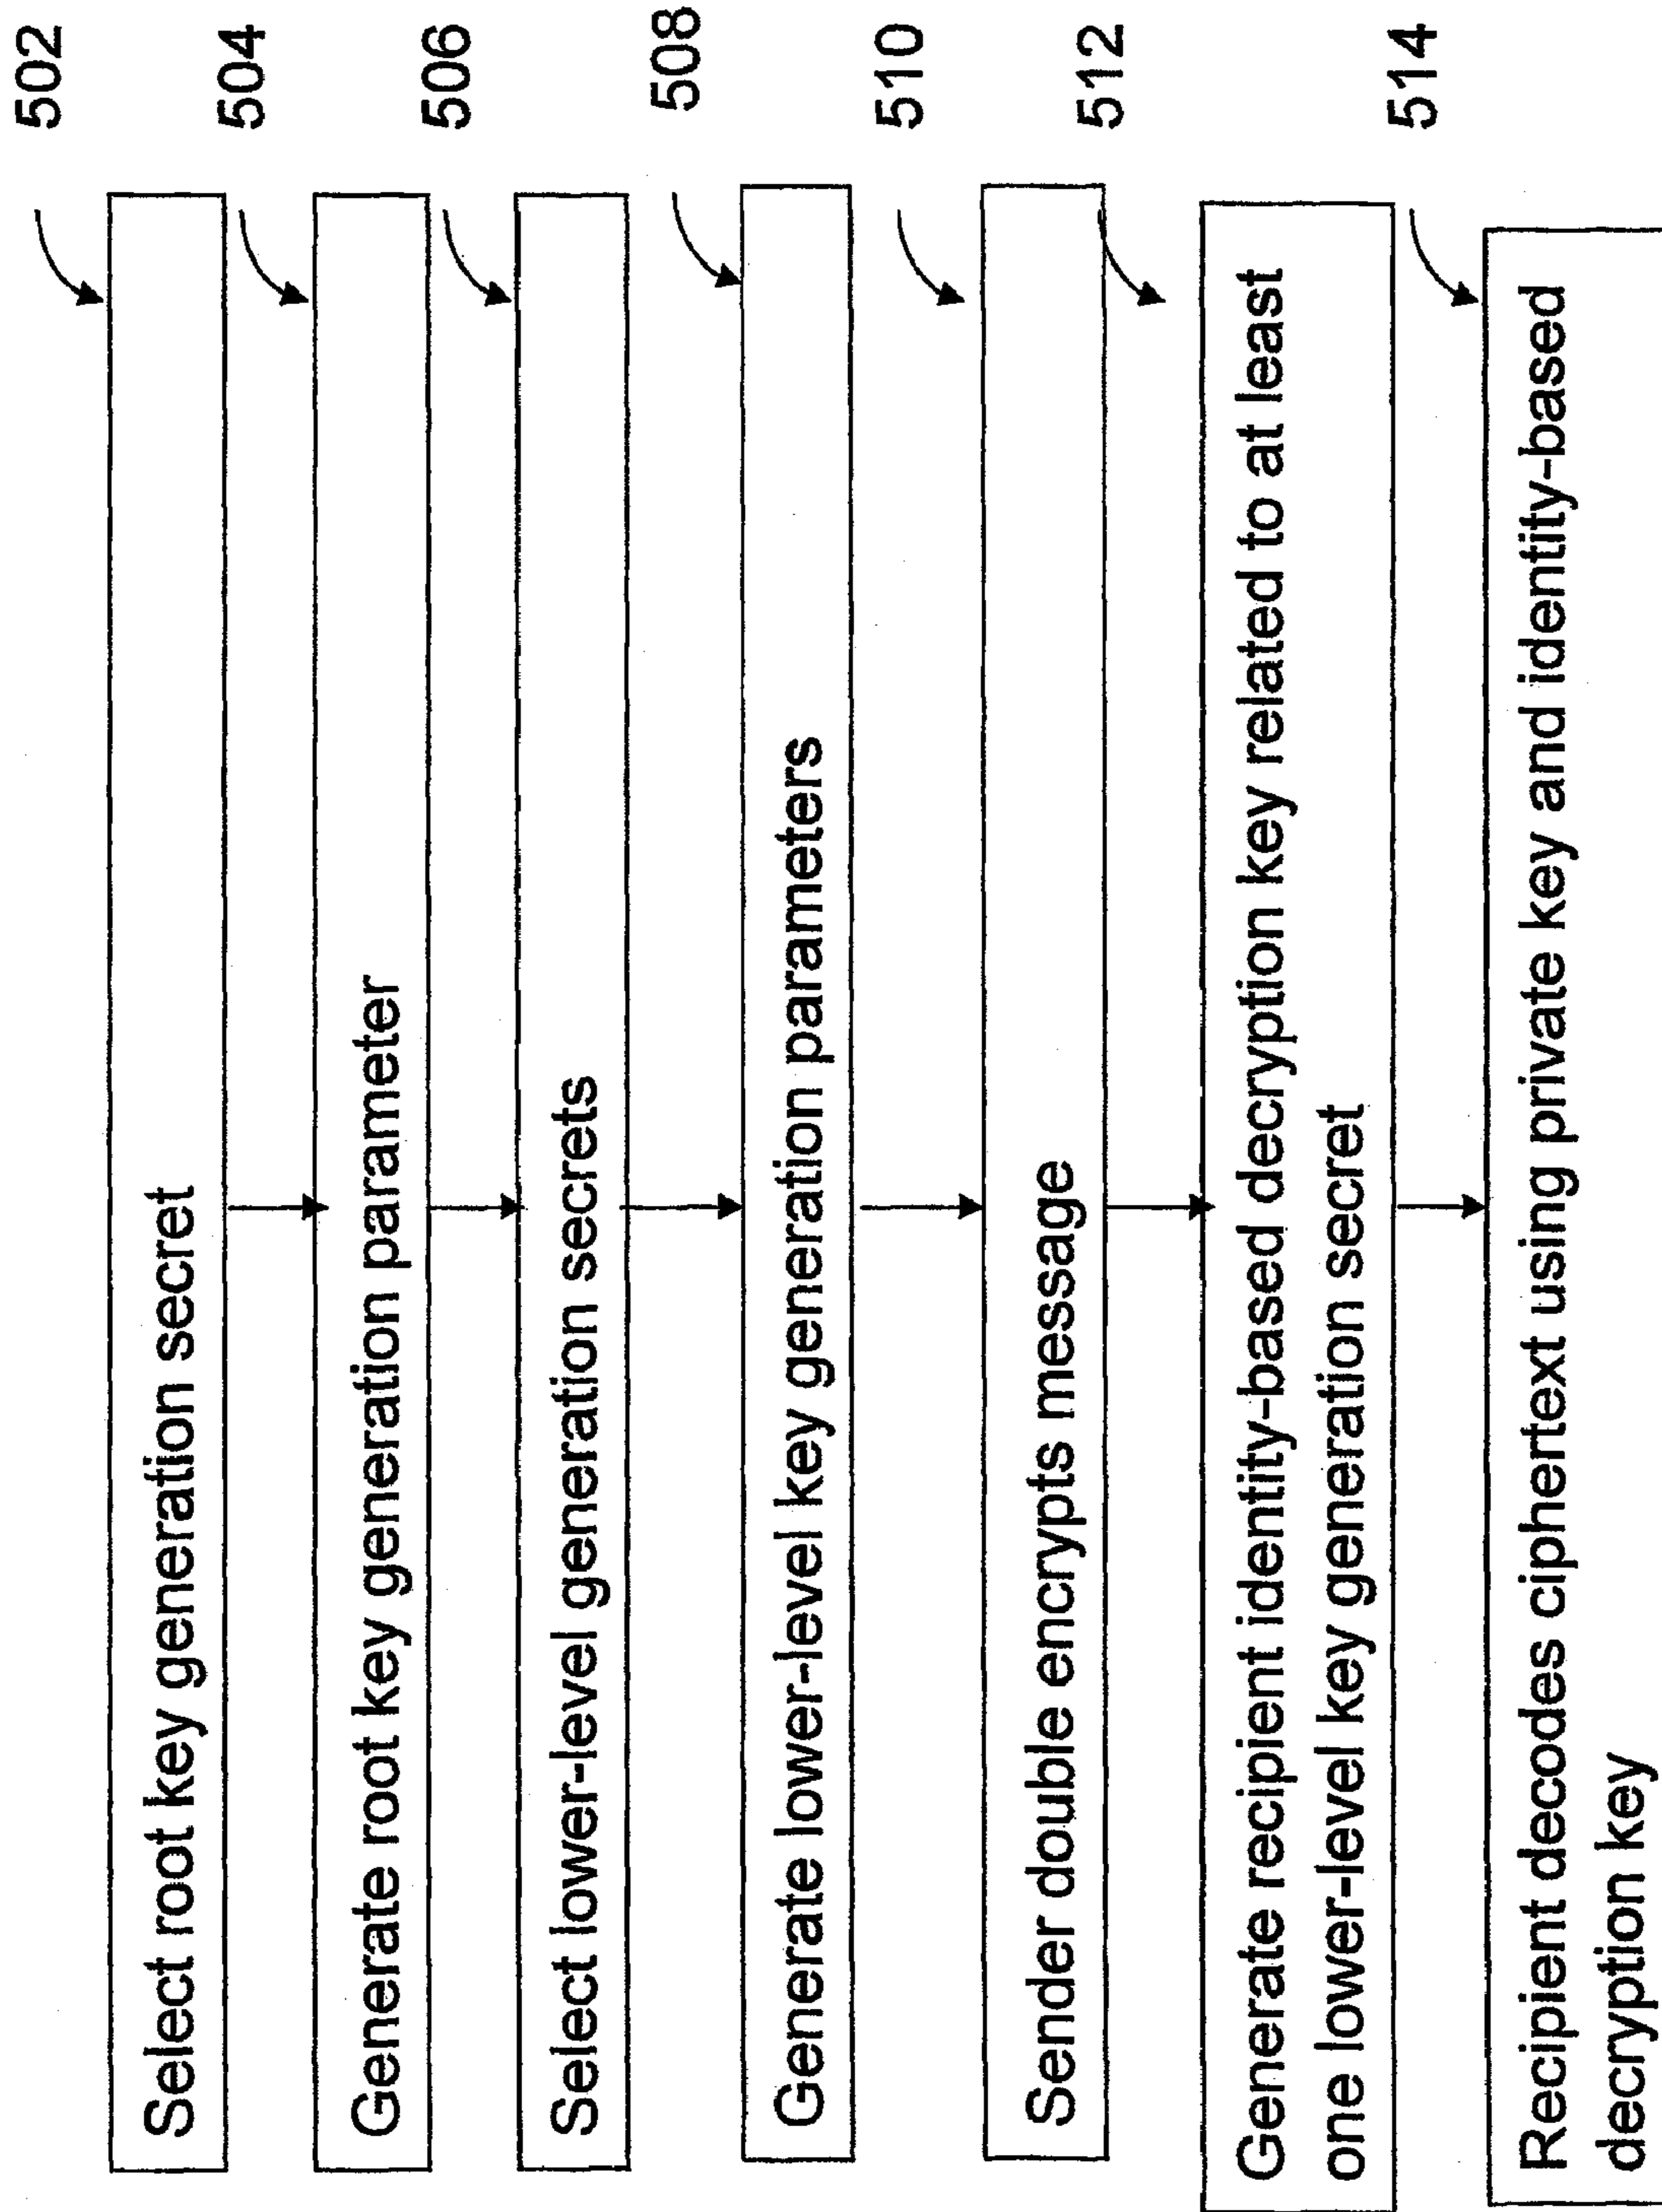 502
Select root key generation secret
504
Generate root key generation parameter
506
Select lower-level generation secrets
508
Generate lower-level key generation parameters
510
Sender double encrypts message
512
Generate recipient identity-based decryption key related to at least
one lower-level key generation secret
514
Recipient decodes ciphertext using private key and identity-based
decryption key